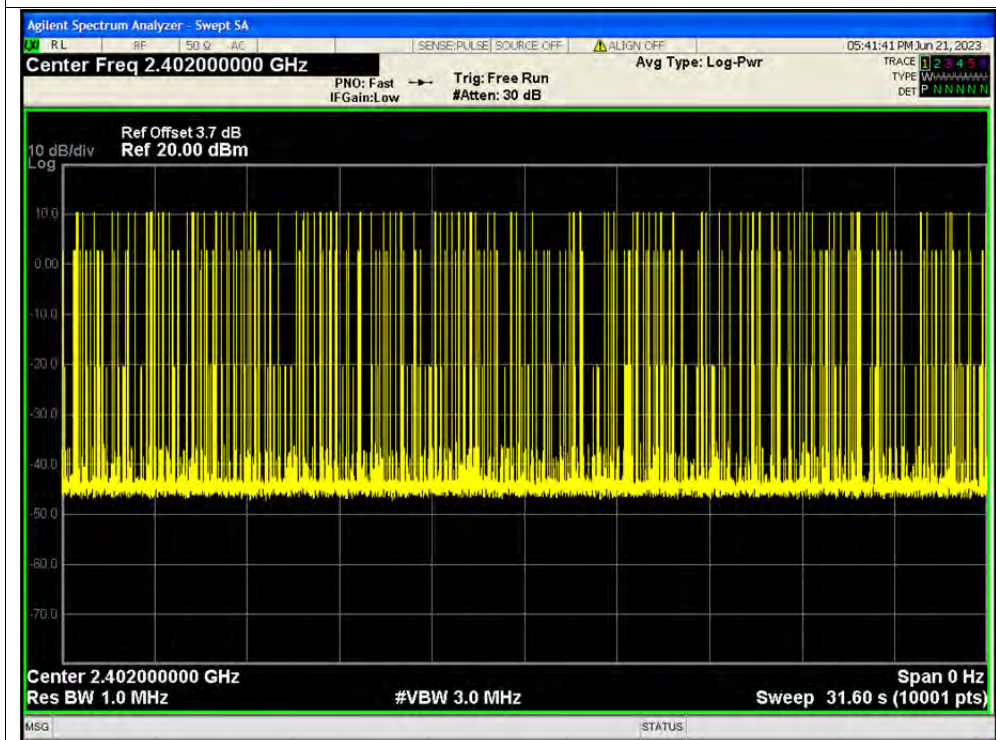 Agilent Spectrum Analyzer - Swept SA
RL RF 50 Ω AC SENSE:PULSE SOURCE OFF ALIGN OFF 05:41:41 PM Jun 21, 2023
Center Freq 2.402000000 GHz Avg Type: Log-Pwr TRACE 1 2 3 4 5 6
PNO: Fast Trig: Free Run TYPE
IFGain:Low #Atten: 30 dB DET P N N N N N
Ref Offset 3.7 dB
10 dB/div Ref 20.00 dBm
Log
10.0
0.00
-10.0
-20.0
-30.0
-40.0
-50.0
-60.0
-70.0
Center 2.402000000 GHz Span 0 Hz
Res BW 1.0 MHz #VBW 3.0 MHz Sweep 31.60 s (10001 pts)
MSG STATUS